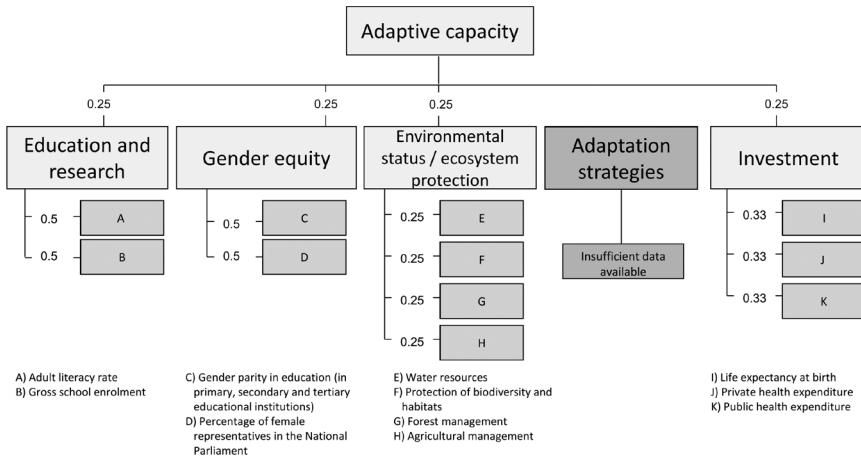 Adaptive capacity
0.25
0.25
0.25
0.25
Education and
research
Gender equity
Environmental
status / ecosystem
protection
Adaptation
strategies
Investment
0.5
A
0.5
B
0.5
C
0.5
D
0.25
E
0.25
F
0.25
G
0.25
H
Insufficient data
available
0.33
I
0.33
J
0.33
K
A) Adult literacy rate
B) Gross school enrolment
C) Gender parity in education (in
primary, secondary and tertiary
educational institutions)
D) Percentage of female
representatives in the National
Parliament
E) Water resources
F) Protection of biodiversity and
habitats
G) Forest management
H) Agricultural management
I) Life expectancy at birth
J) Private health expenditure
K) Public health expenditure